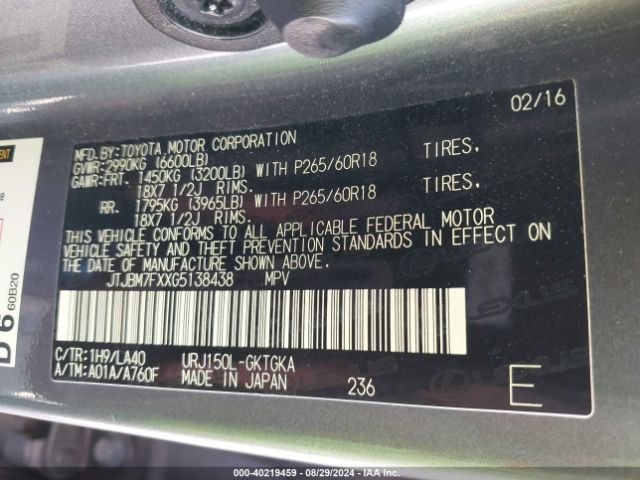 02/16
MFD.BY:TOYOTA MOTOR CORPORATION
GVWR:2990KG (6600LB)
GAWR:FRT. 1450KG (3200LB) WITH P265/60R18 TIRES,
18X7 1/2J RIMS.
RR. 1795KG (3965LB) WITH P265/60R18 TIRES,
18X7 1/2J RIMS.
THIS VEHICLE CONFORMS TO ALL APPLICABLE FEDERAL MOTOR
VEHICLE SAFETY AND THEFT PREVENTION STANDARDS IN EFFECT ON
THE DATE OF MANUFACTURE SHOWN ABOVE.
JTJBM7FXXG5138438 MPV
C/TR:1H9/LA40 URJ150L-GKTGKA
A/TM:A01A/A760F MADE IN JAPAN 236 E
D 6
60B20
LEXUS
000-40219459 - 08/29/2024 - IAA Inc.